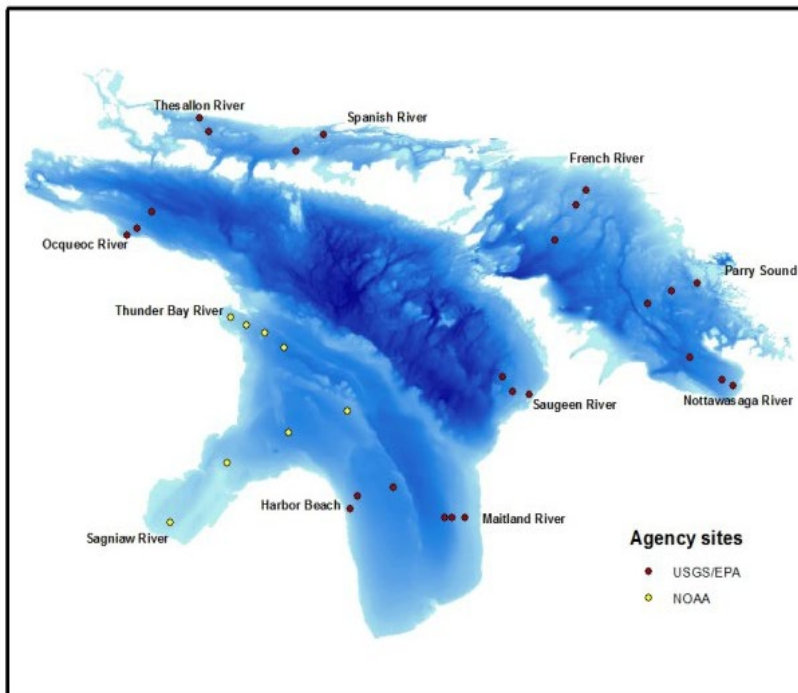 Thesallon River
Spanish River
French River
Ocqueoc River
Parry Sound
Thunder Bay River
Saugeen River
Nottawasaga River
Harbor Beach
Maitland River
Sagniaw River
Agency sites
USGS/EPA
NOAA